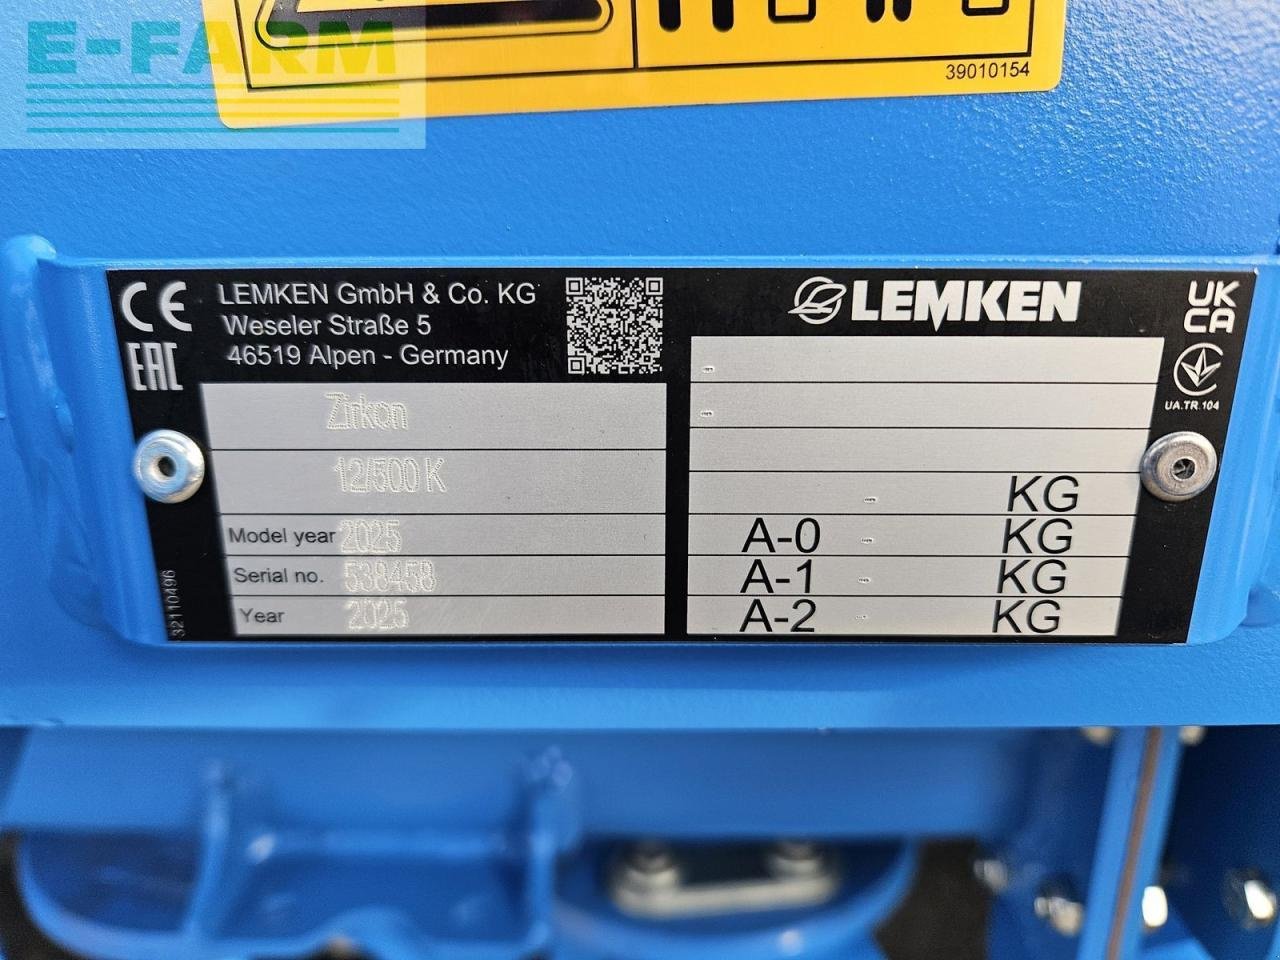 E-FARM
39010154
CE
EAC
LEMKEN GmbH & Co. KG
Weseler Straße 5
46519 Alpen - Germany
LEMKEN
UK
CA
UA.TR.104
Zirkon
12/500 K
Model year 2025
Serial no. 538458
Year 2025
32110496
-
-
- KG
A-0 - KG
A-1 - KG
A-2 - KG